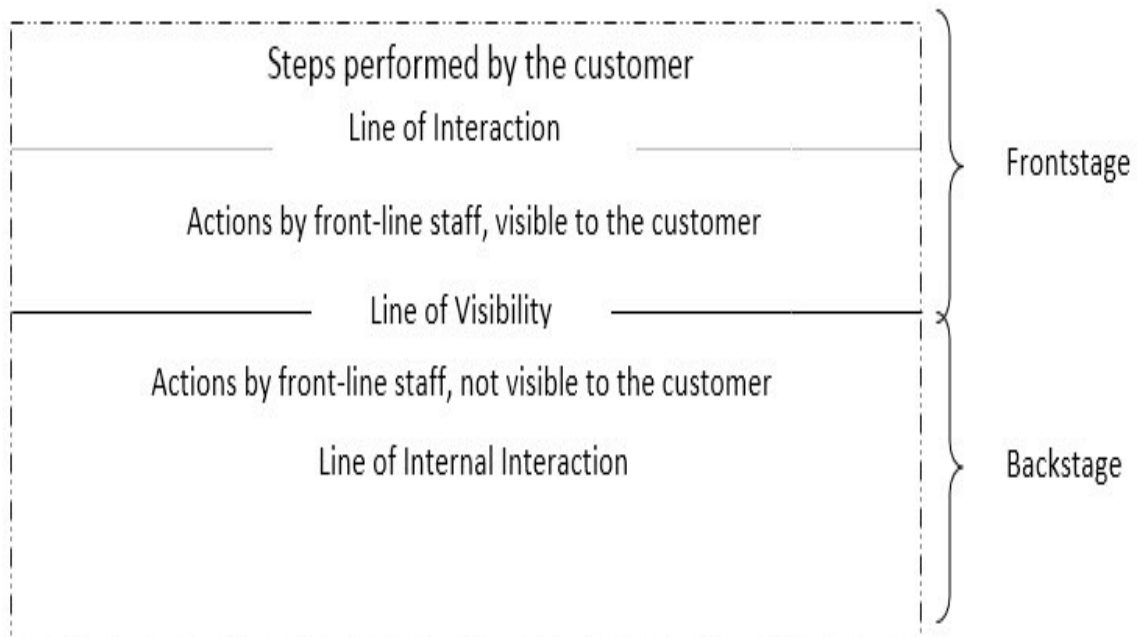 Steps performed by the customer
Line of Interaction
Frontstage
Actions by front-line staff, visible to the customer
Line of Visibility
Actions by front-line staff, not visible to the customer
Line of Internal Interaction
Backstage